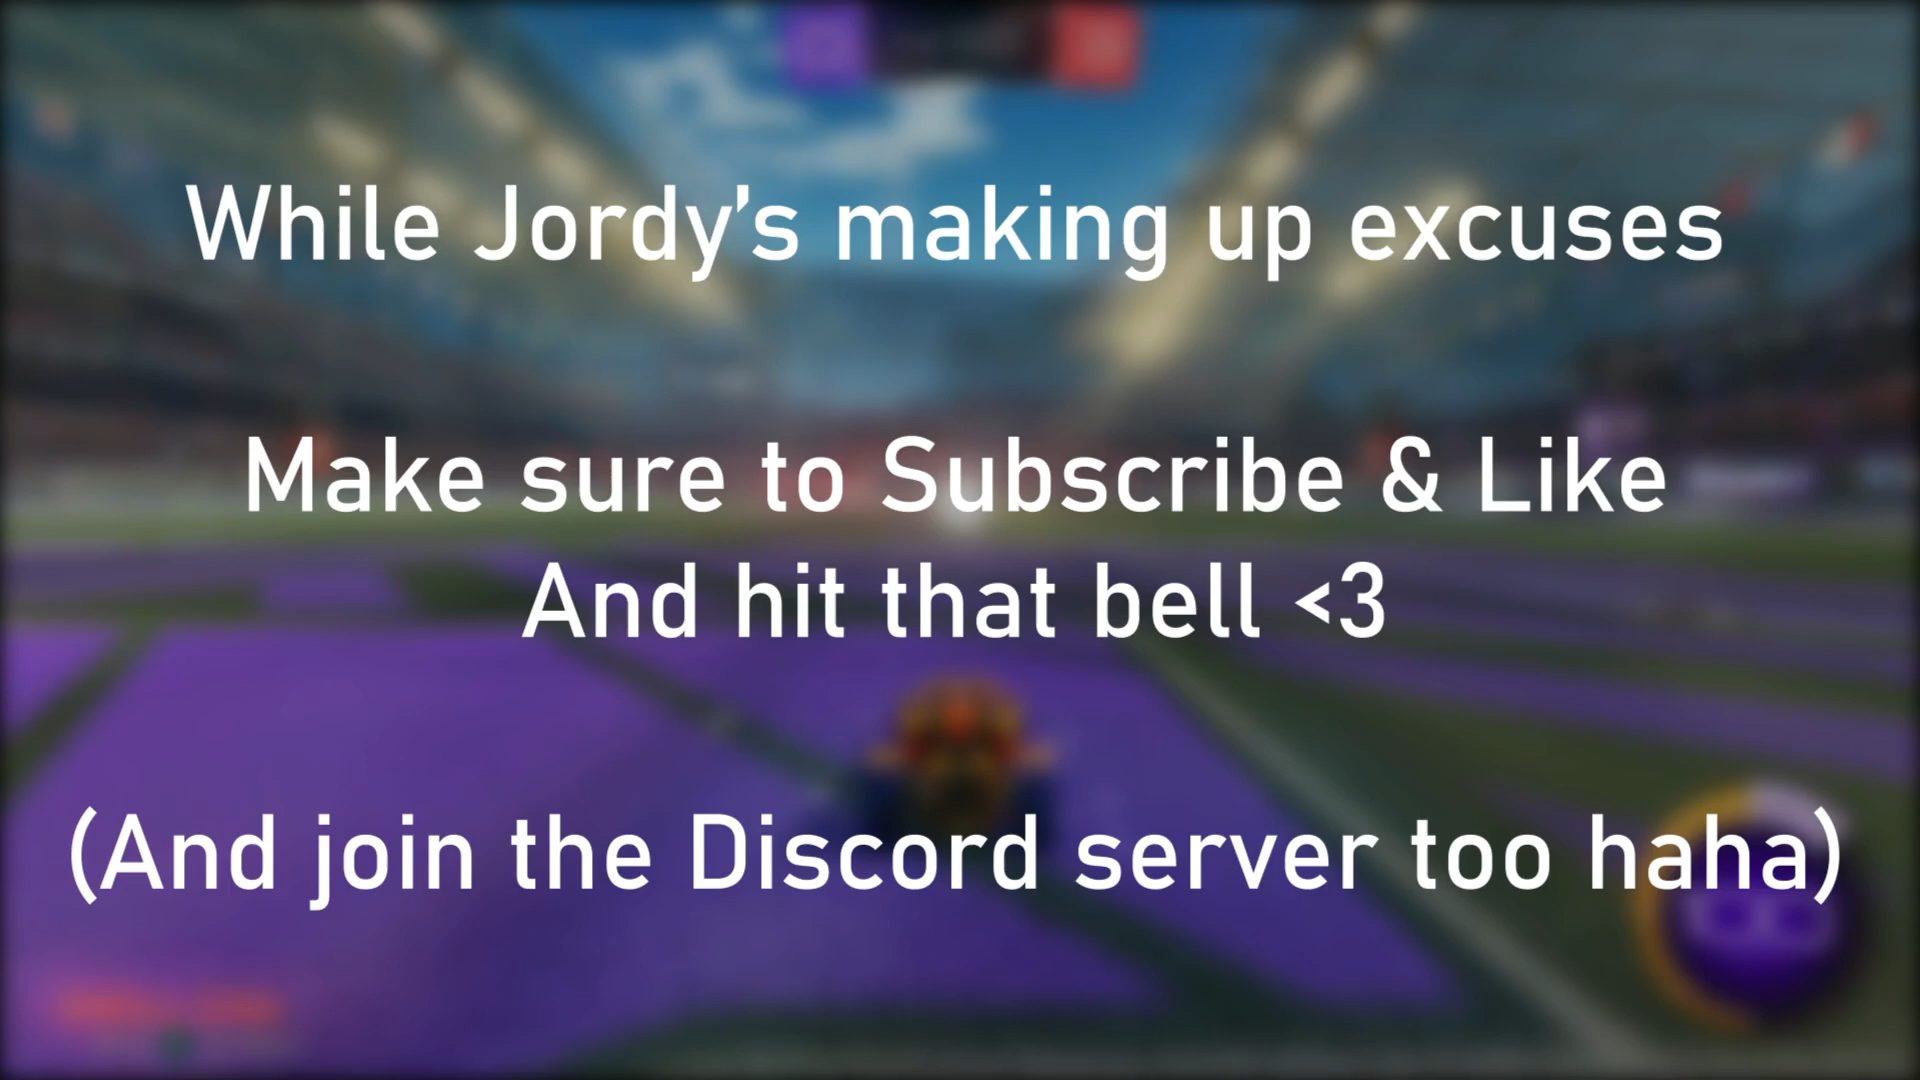 While Jordy’s making up excuses
Make sure to Subscribe & Like
And hit that bell <3
(And join the Discord server too haha)